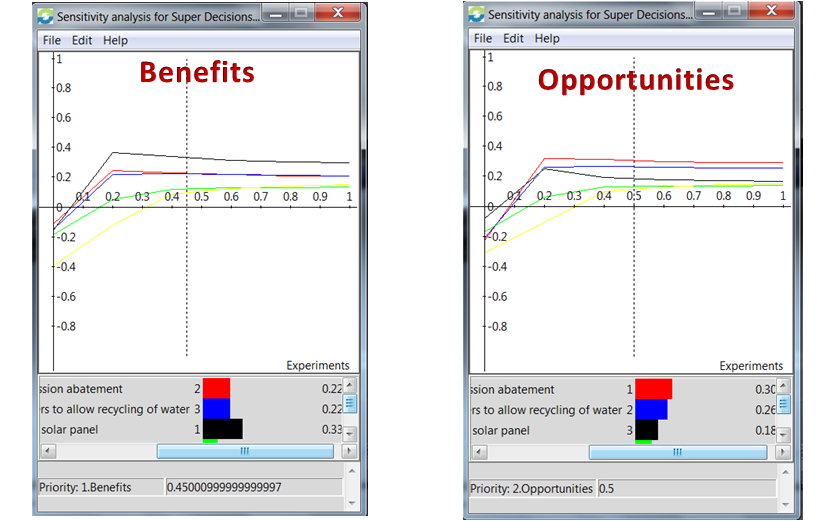 Sensitivity analysis for Super Decisions...
File Edit Help
Benefits
1
0.8
0.6
0.4
0.2
0
-0.2
-0.4
-0.6
-0.8
0.1 0.2 0.3 0.4 0.5 0.6 0.7 0.8 0.9 1
Experiments
ssion abatement 2 0.22
rs to allow recycling of water 3 0.22
solar panel 1 0.33
Priority: 1.Benefits 0.45000999999999997
Sensitivity analysis for Super Decisions...
File Edit Help
Opportunities
1
0.8
0.6
0.4
0.2
0
-0.2
-0.4
-0.6
-0.8
0.1 0.2 0.3 0.4 0.5 0.6 0.7 0.8 0.9 1
Experiments
ssion abatement 1 0.30
rs to allow recycling of water 2 0.26
solar panel 3 0.18
Priority: 2.Opportunities 0.5